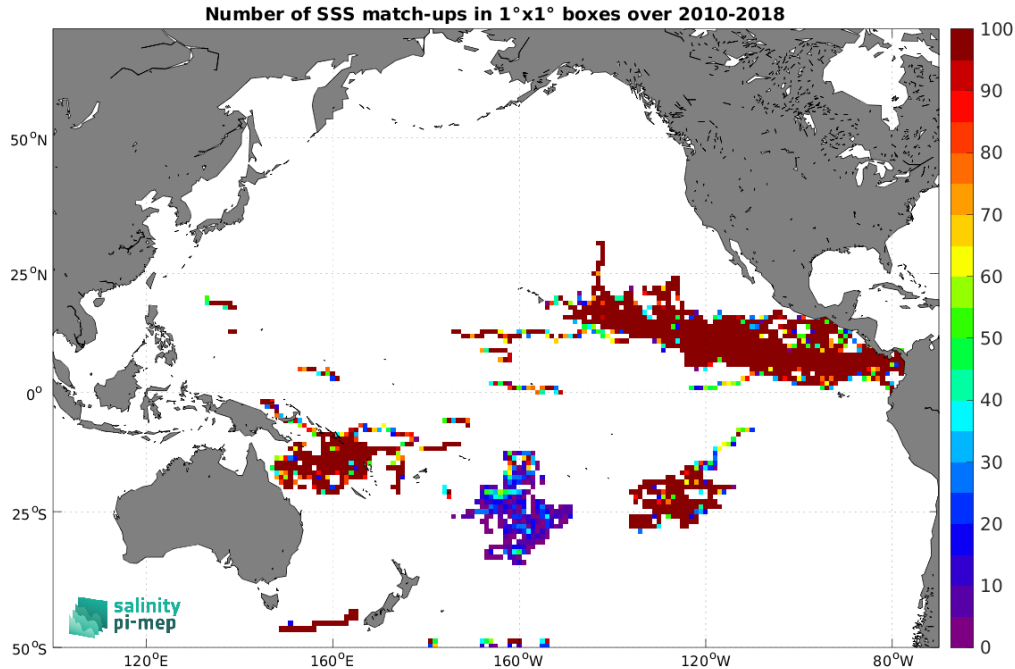 Number of SSS match-ups in 1°x1° boxes over 2010-2018
50°N
25°N
0°
25°S
50°S
120°E
160°E
160°W
120°W
80°W
100
90
80
70
60
50
40
30
20
10
0
salinity
pi-mep